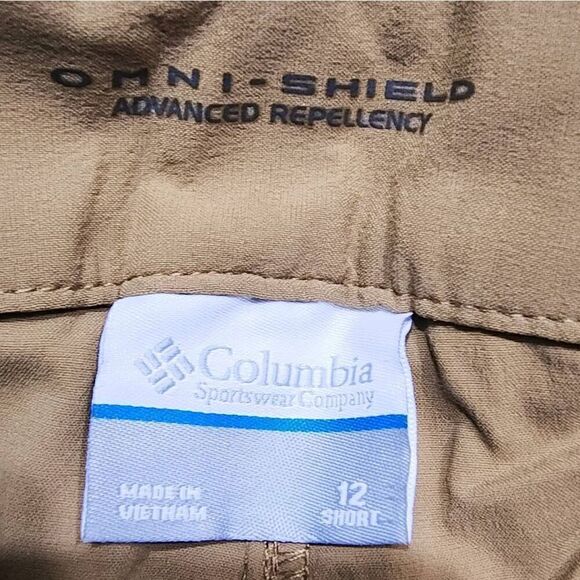 OMNI-SHIELD
ADVANCED REPELLENCY
Columbia
Sportswear Company
MADE IN
VIETNAM
12
SHORT